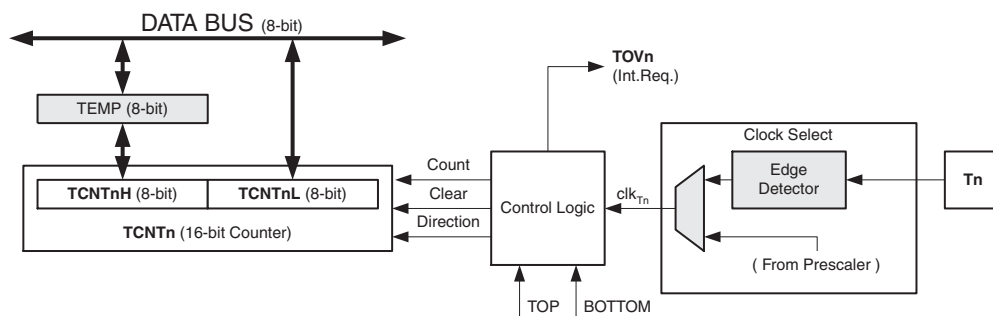 DATA BUS (8-bit)
TOVn
(Int.Req.)
TEMP (8-bit)
Clock Select
Count
Edge
Detector
Tn
TCNTnH (8-bit) TCNTnL (8-bit)
Clear
Control Logic
clkTn
Direction
TCNTn (16-bit Counter)
( From Prescaler )
TOP
BOTTOM